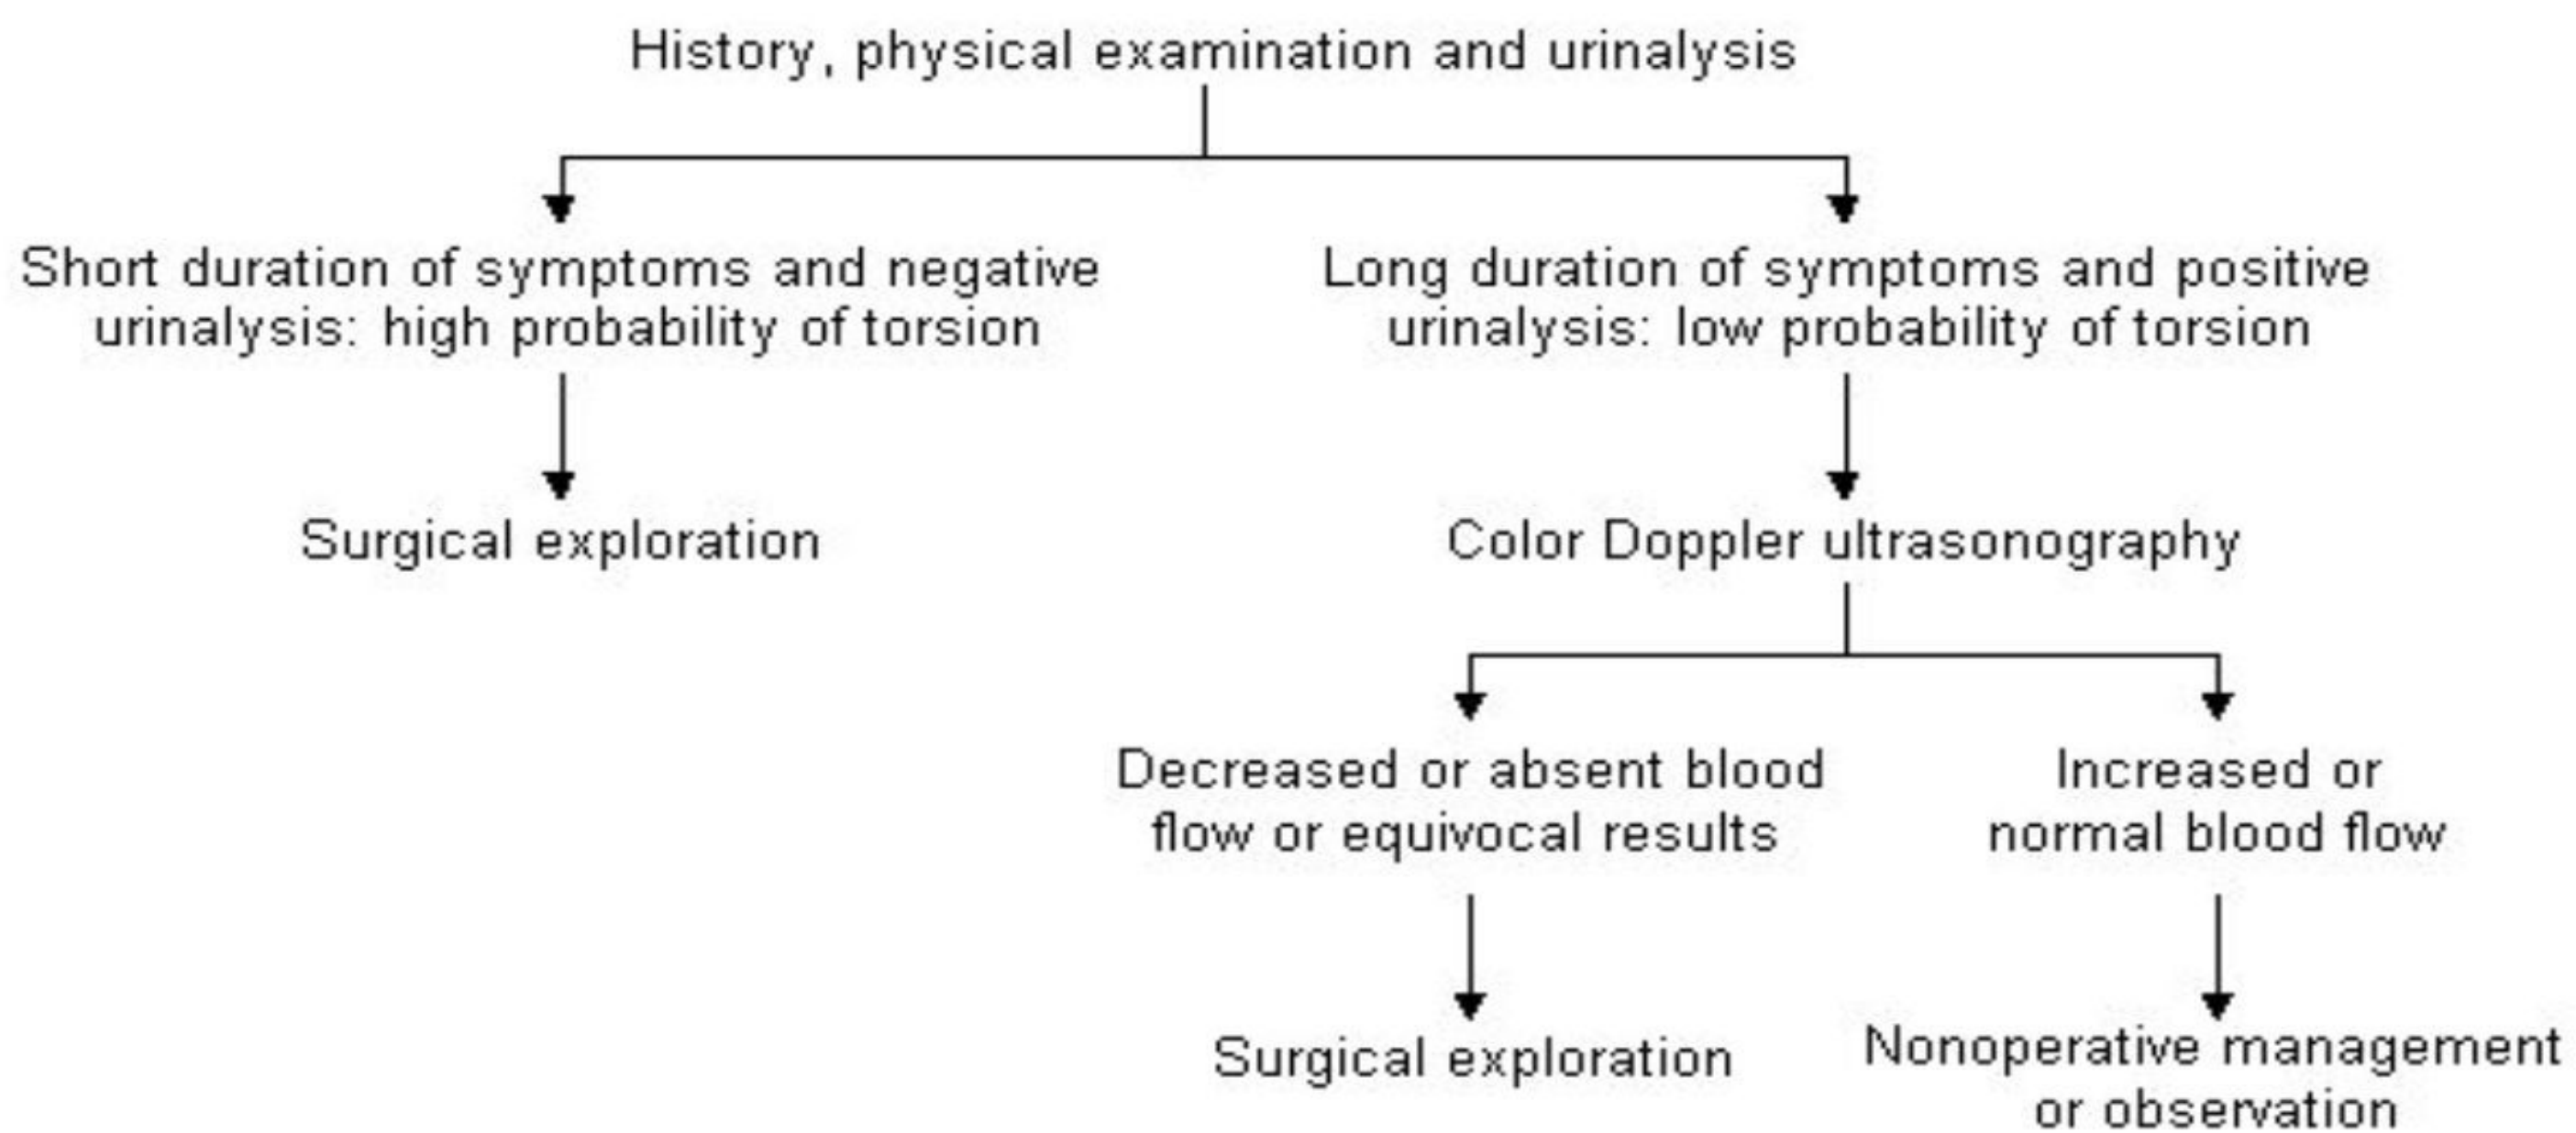 History, physical examination and urinalysis
Short duration of symptoms and negative
urinalysis: high probability of torsion
Long duration of symptoms and positive
urinalysis: low probability of torsion
Surgical exploration
Color Doppler ultrasonography
Decreased or absent blood
flow or equivocal results
Increased or
normal blood flow
Surgical exploration
Nonoperative management
or observation